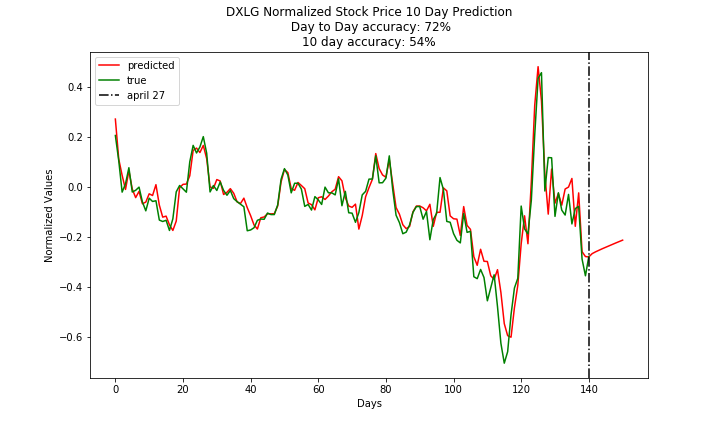 DXLG Normalized Stock Price 10 Day Prediction
Day to Day accuracy: 72%
10 day accuracy: 54%
predicted
true
april 27
0.4
0.2
0.0
−0.2
−0.4
−0.6
Normalized Values
0
20
40
60
80
100
120
140
Days